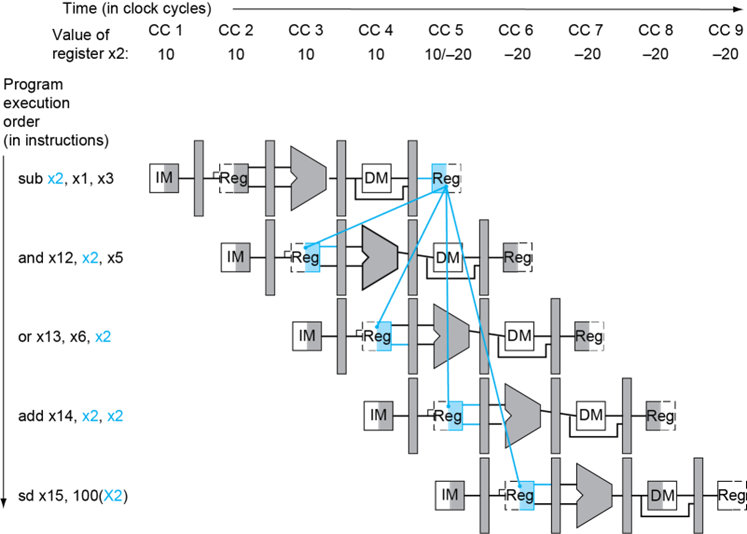 Time (in clock cycles)
Value of register x2:
CC 1 CC 2 CC 3 CC 4 CC 5 CC 6 CC 7 CC 8 CC 9
10 10 10 10 10/–20 –20 –20 –20 –20
Program
execution
order
(in instructions)
sub x2, x1, x3
IM Reg DM Reg
and x12, x2, x5
IM Reg DM Reg
or x13, x6, x2
IM Reg DM Reg
add x14, x2, x2
IM Reg DM Reg
sd x15, 100(X2)
IM Reg DM Reg